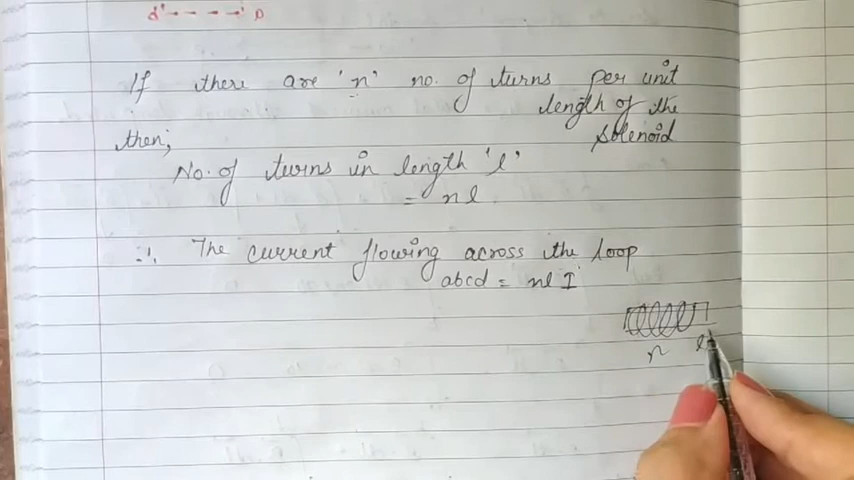 If there are 'n' no. of turns per unit
length of the
solenoid
then;
No. of turns in length 'l'
= nl
∴ The current flowing across the loop
abcd = nlI
n l